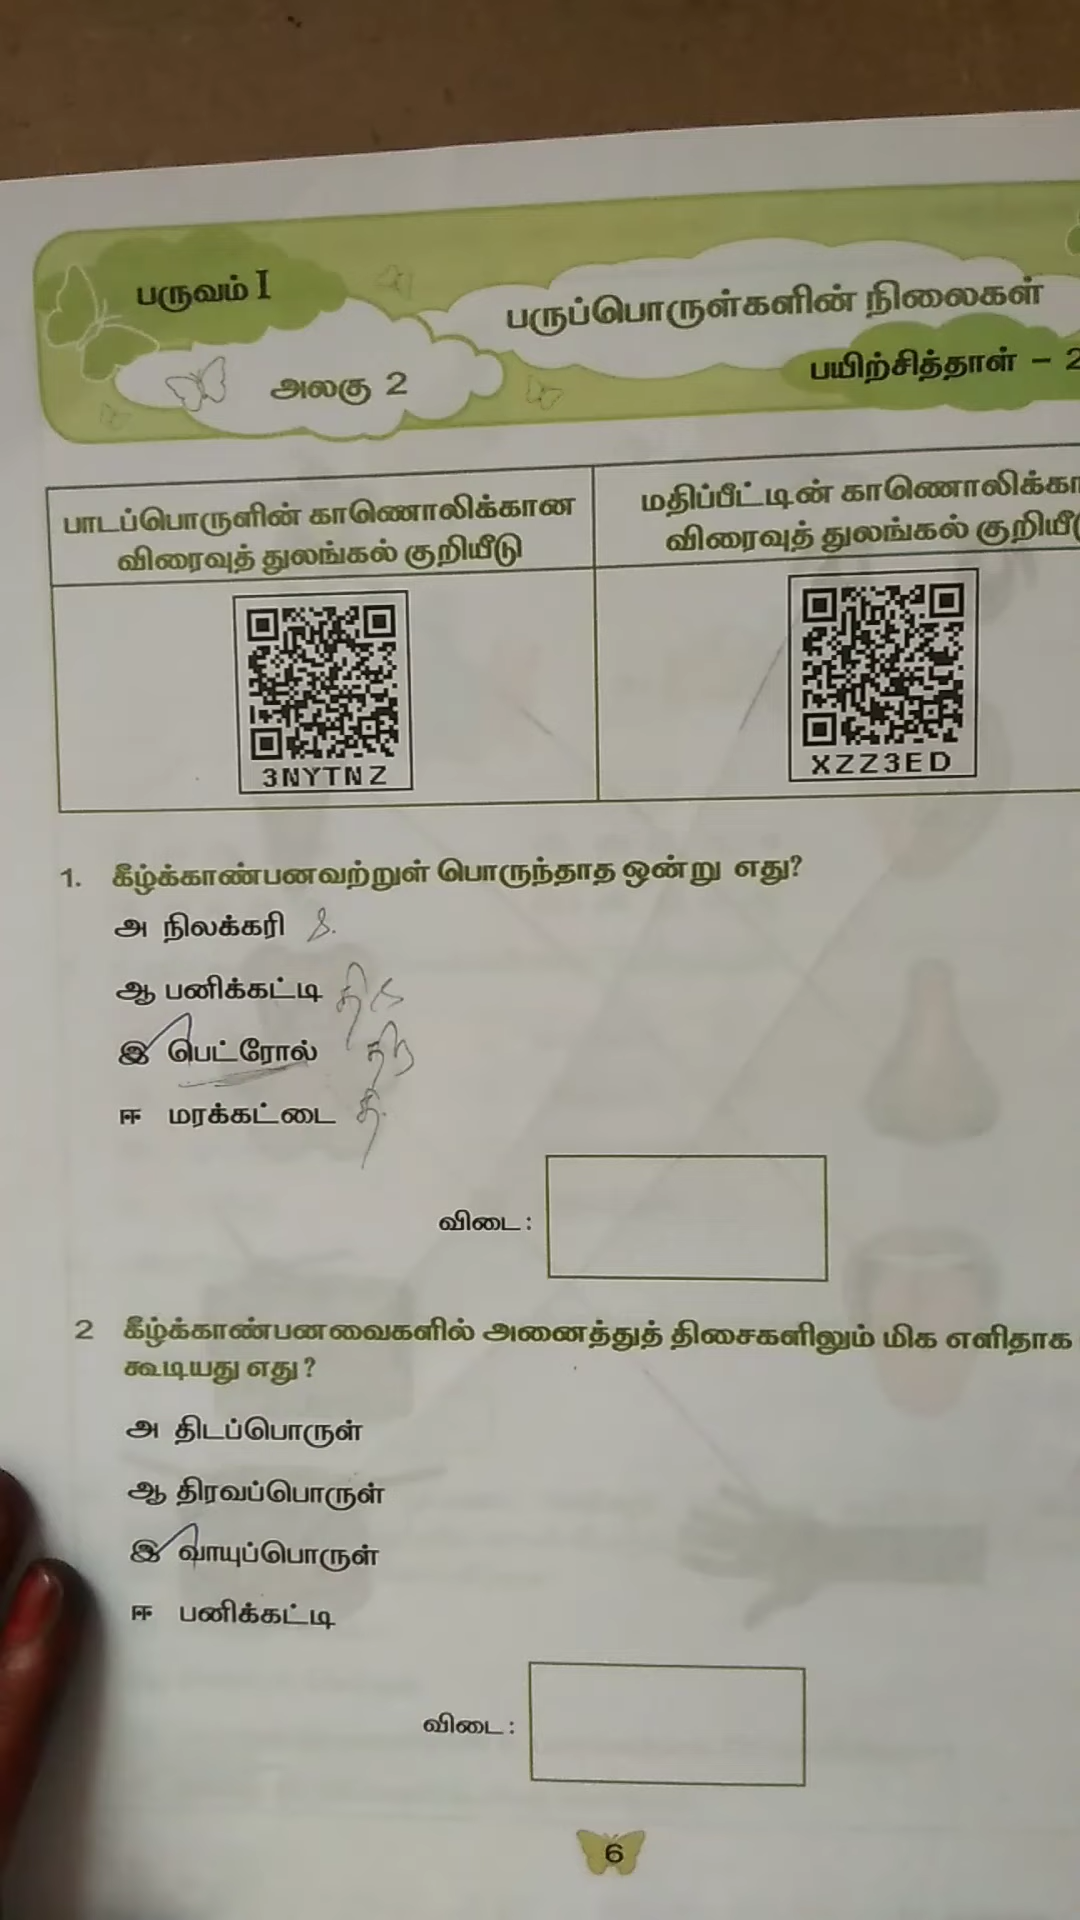 பருவம் I
பருப்பொருள்களின் நிலைகள்
அலகு 2
பயிற்சித்தாள் – 2
பாடப்பொருளின் காணொலிக்கான
விரைவுத் துலங்கல் குறியீடு
மதிப்பீட்டின் காணொலிக்கா
விரைவுத் துலங்கல் குறியீடு
3NYTNZ
XZZ3ED
1. கீழ்க்காண்பனவற்றுள் பொருந்தாத ஒன்று எது?
அ நிலக்கரி
ஆ பனிக்கட்டி
இ பெட்ரோல்
ஈ மரக்கட்டை
விடை :
2 கீழ்க்காண்பனவைகளில் அனைத்துத் திசைகளிலும் மிக எளிதாக
கூடியது எது?
அ திடப்பொருள்
ஆ திரவப்பொருள்
இ வாயுப்பொருள்
ஈ பனிக்கட்டி
விடை :
6